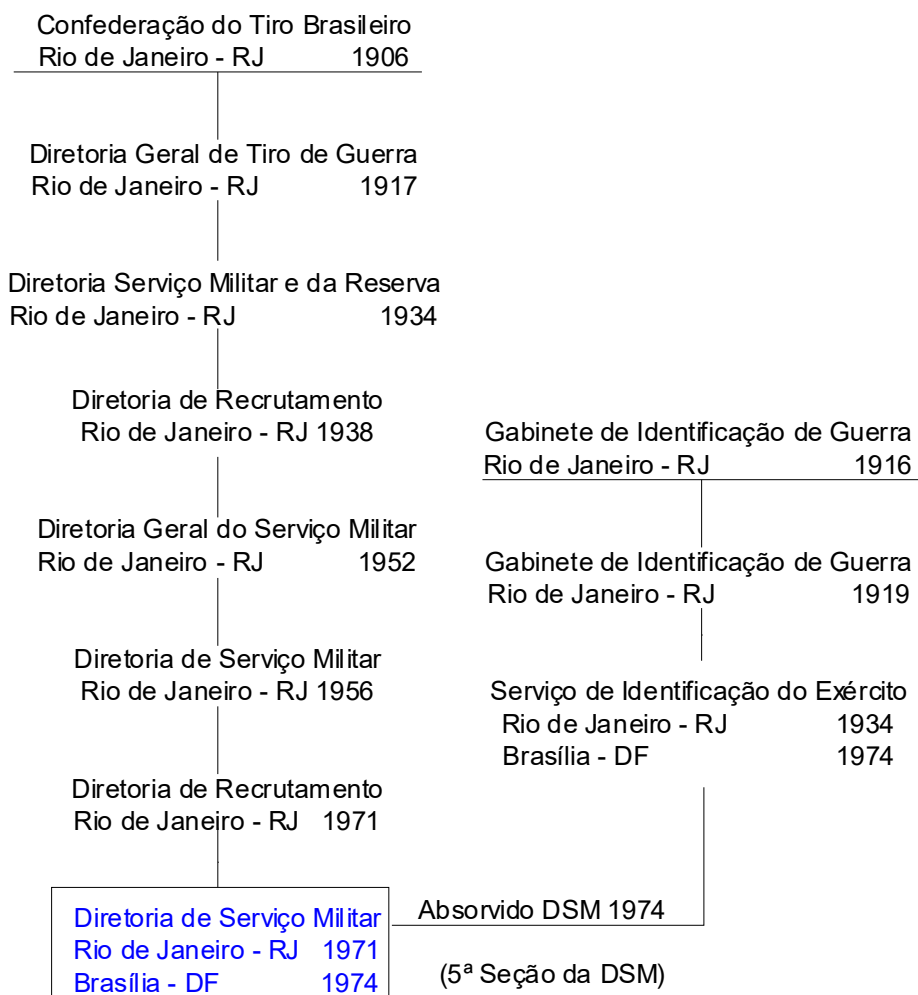 Confederação do Tiro Brasileiro
Rio de Janeiro - RJ 1906
Diretoria Geral de Tiro de Guerra
Rio de Janeiro - RJ 1917
Diretoria Serviço Militar e da Reserva
Rio de Janeiro - RJ 1934
Diretoria de Recrutamento
Rio de Janeiro - RJ 1938
Diretoria Geral do Serviço Militar
Rio de Janeiro - RJ 1952
Diretoria de Serviço Militar
Rio de Janeiro - RJ 1956
Diretoria de Recrutamento
Rio de Janeiro - RJ 1971
Diretoria de Serviço Militar
Rio de Janeiro - RJ 1971
Brasília - DF 1974
Gabinete de Identificação de Guerra
Rio de Janeiro - RJ 1916
Gabinete de Identificação de Guerra
Rio de Janeiro - RJ 1919
Serviço de Identificação do Exército
Rio de Janeiro - RJ 1934
Brasília - DF 1974
Absorvido DSM 1974
(5ª Seção da DSM)